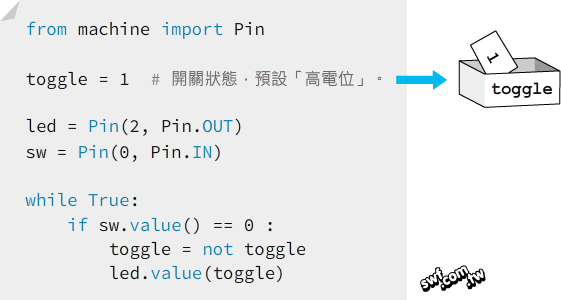 from machine import Pin
toggle = 1  # 開關狀態，預設「高電位」。
1
toggle
led = Pin(2, Pin.OUT)
sw = Pin(0, Pin.IN)
while True:
    if sw.value() == 0 :
        toggle = not toggle
        led.value(toggle)
swf.com.tw